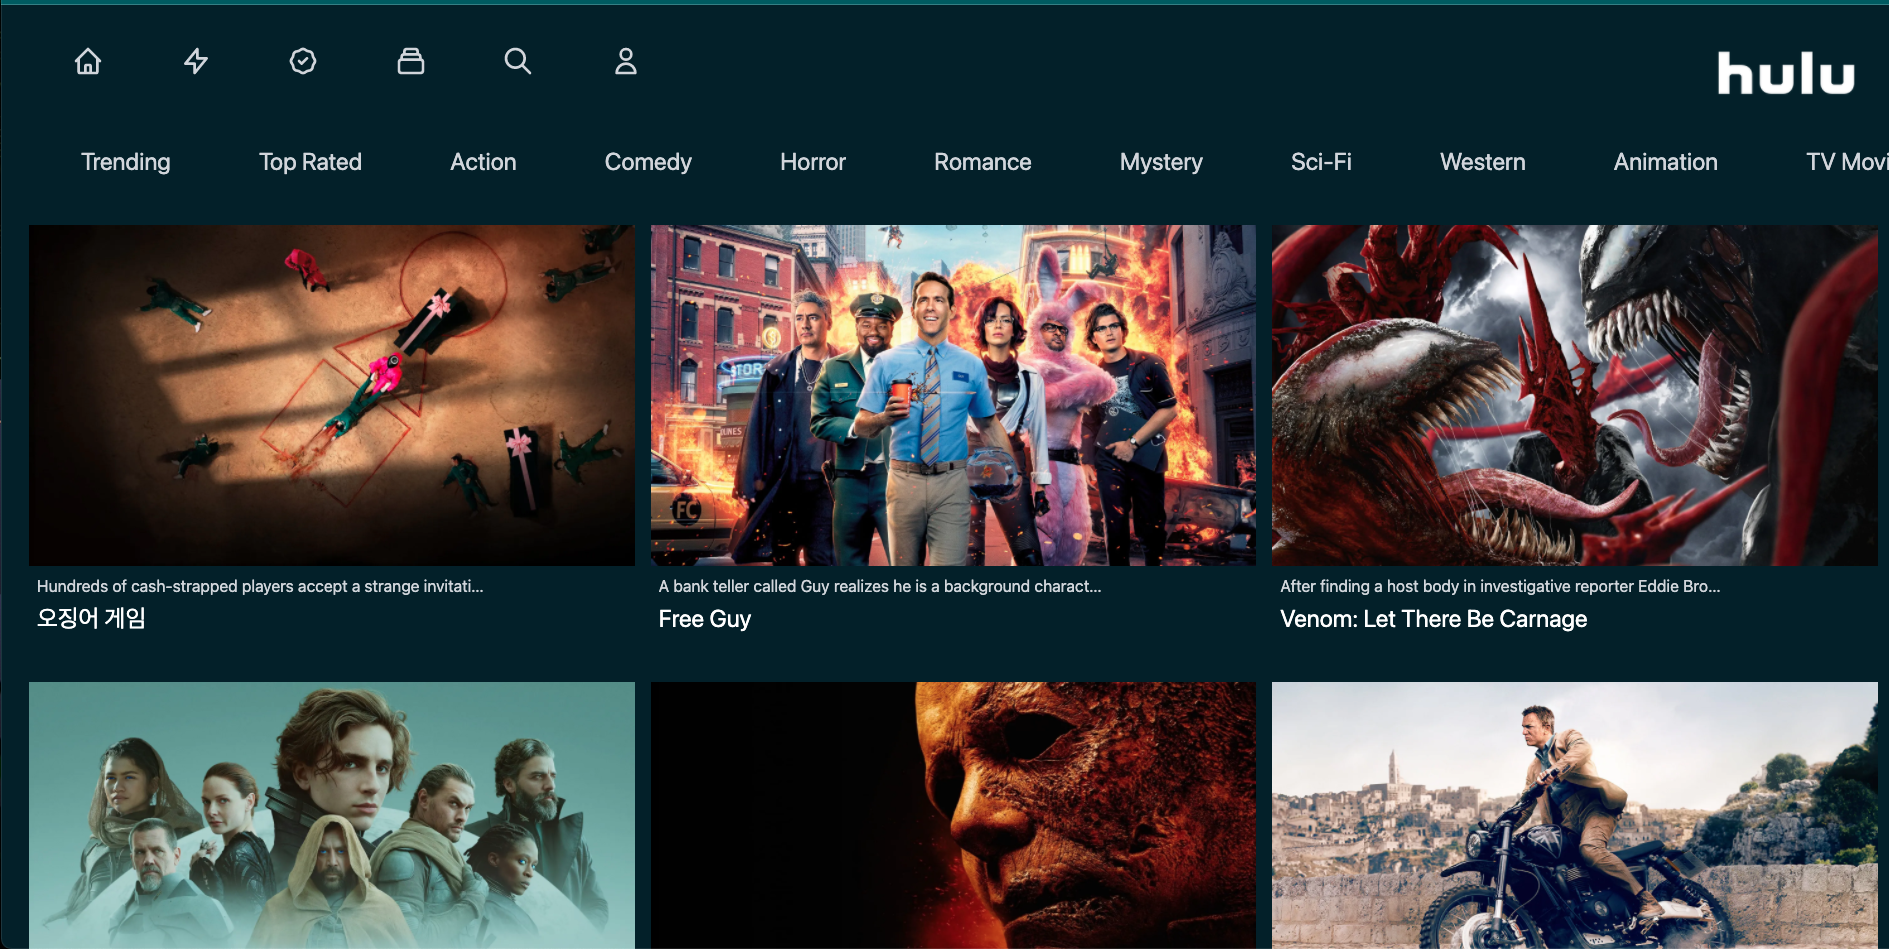 hulu
Trending Top Rated Action Comedy Horror Romance Mystery Sci-Fi Western Animation TV Movi
STOR
FC
Hundreds of cash-strapped players accept a strange invitati...
오징어 게임
A bank teller called Guy realizes he is a background charact...
Free Guy
After finding a host body in investigative reporter Eddie Bro...
Venom: Let There Be Carnage